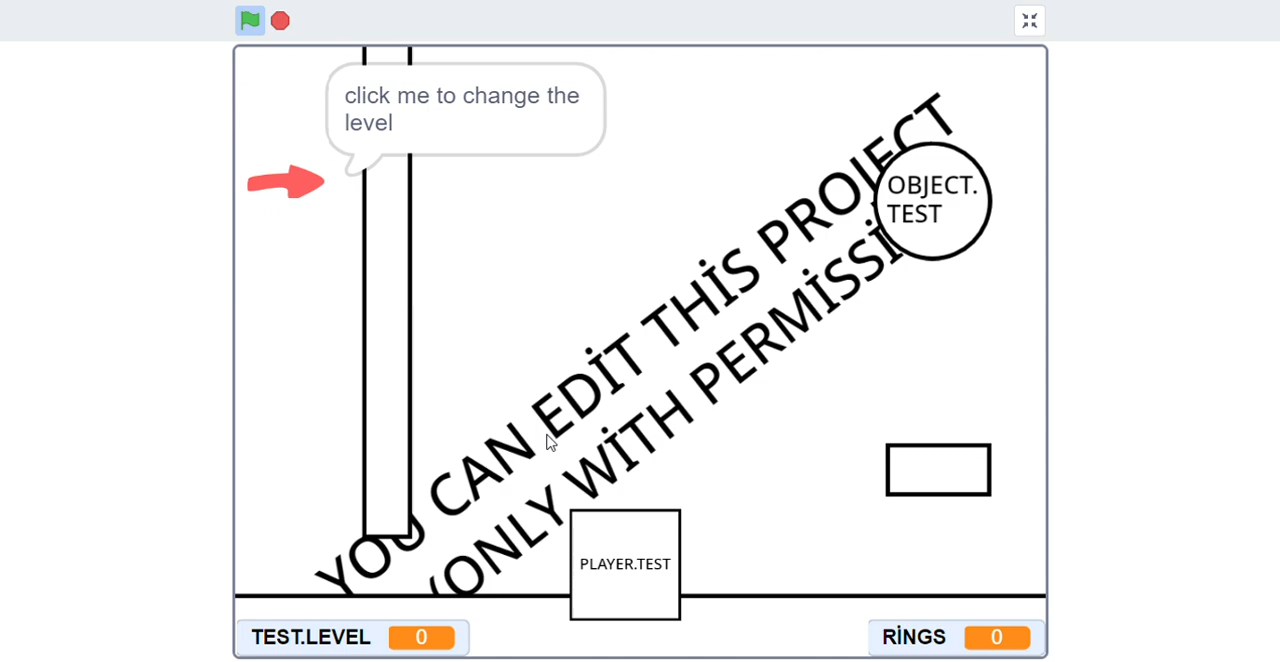 click me to change the
level
YOU CAN EDİT THİS PROJECT
(ONLY WİTH PERMİSSİ
OBJECT.
TEST
PLAYER.TEST
TEST.LEVEL 0
RİNGS 0